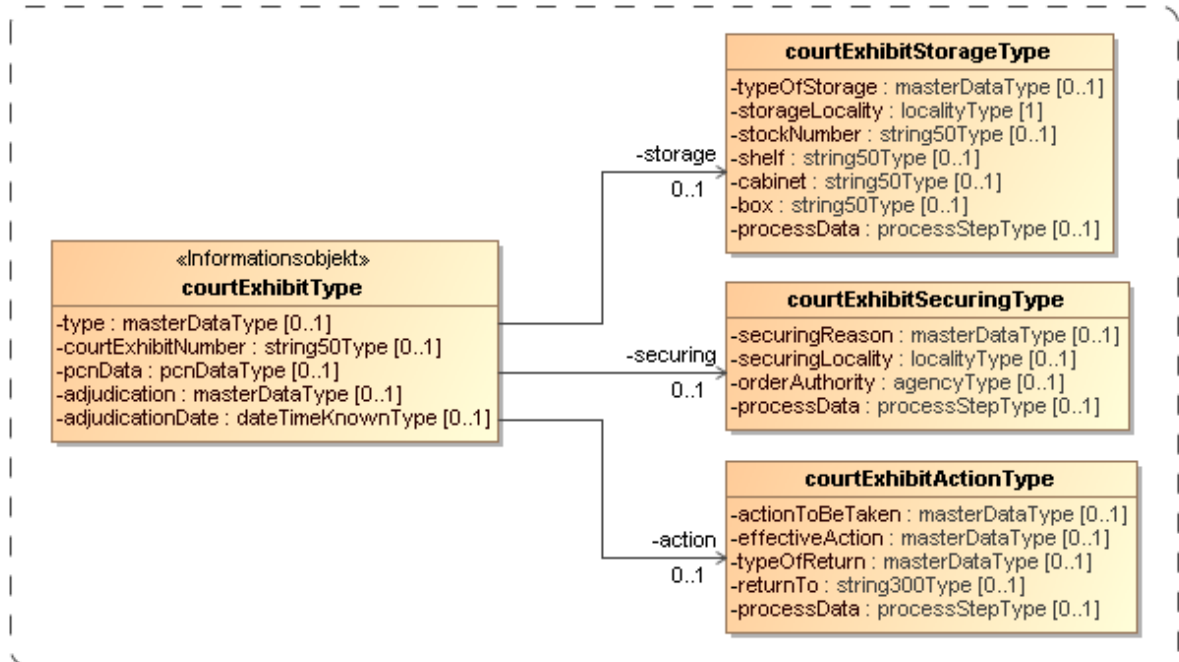 courtExhibitStorageType
-typeOfStorage : masterDataType [0..1]
-storageLocality : localityType [1]
-stockNumber : string50Type [0..1]
-shelf : string50Type [0..1]
-cabinet : string50Type [0..1]
-box : string50Type [0..1]
-processData : processStepType [0..1]
-storage
0..1
«Informationsobjekt»
courtExhibitType
-type : masterDataType [0..1]
-courtExhibitNumber : string50Type [0..1]
-pcnData : pcnDataType [0..1]
-adjudication : masterDataType [0..1]
-adjudicationDate : dateTimeKnownType [0..1]
-securing
0..1
courtExhibitSecuringType
-securingReason : masterDataType [0..1]
-securingLocality : localityType [0..1]
-orderAuthority : agencyType [0..1]
-processData : processStepType [0..1]
-action
0..1
courtExhibitActionType
-actionToBeTaken : masterDataType [0..1]
-effectiveAction : masterDataType [0..1]
-typeOfReturn : masterDataType [0..1]
-returnTo : string300Type [0..1]
-processData : processStepType [0..1]